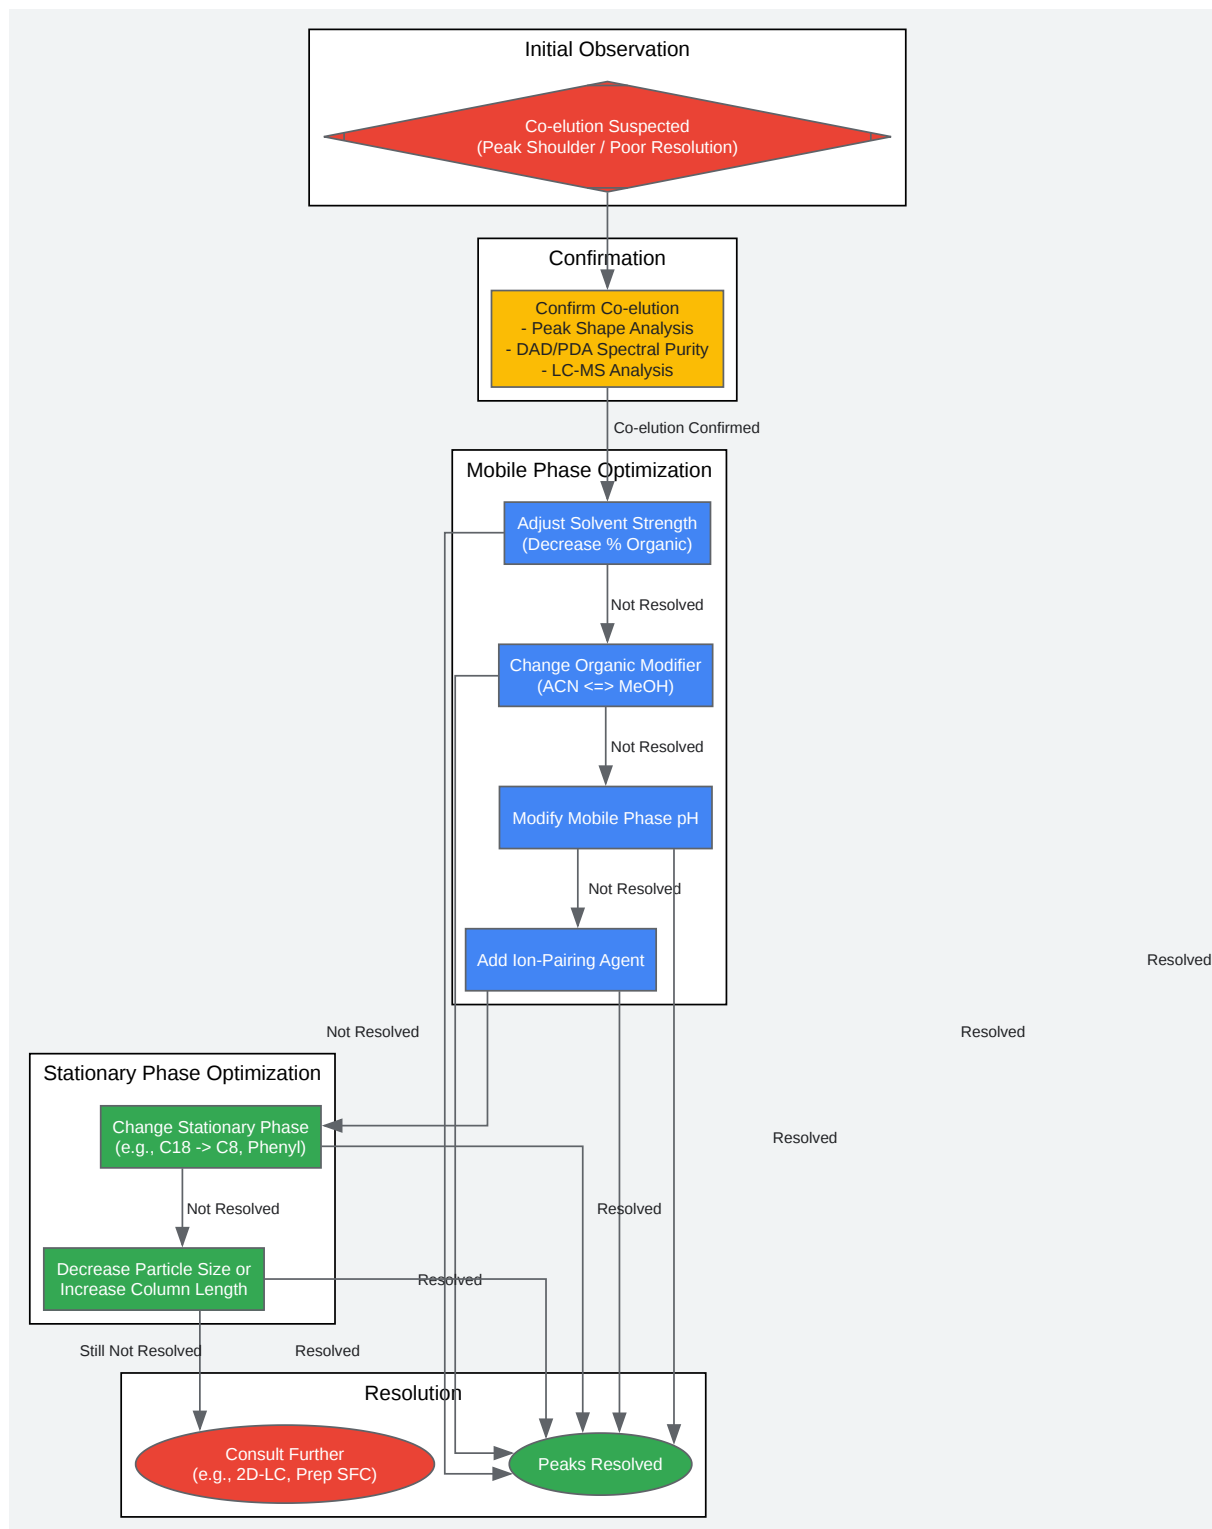 Initial Observation
Co-elution Suspected
(Peak Shoulder / Poor Resolution)
Confirmation
Confirm Co-elution
- Peak Shape Analysis
- DAD/PDA Spectral Purity
- LC-MS Analysis
Co-elution Confirmed
Mobile Phase Optimization
Adjust Solvent Strength
(Decrease % Organic)
Not Resolved
Change Organic Modifier
(ACN <=> MeOH)
Not Resolved
Modify Mobile Phase pH
Not Resolved
Add Ion-Pairing Agent
Resolved
Not Resolved
Resolved
Stationary Phase Optimization
Change Stationary Phase
(e.g., C18 -> C8, Phenyl)
Resolved
Not Resolved
Resolved
Decrease Particle Size or
Increase Column Length
Resolved
Still Not Resolved
Resolved
Resolution
Consult Further
(e.g., 2D-LC, Prep SFC)
Peaks Resolved